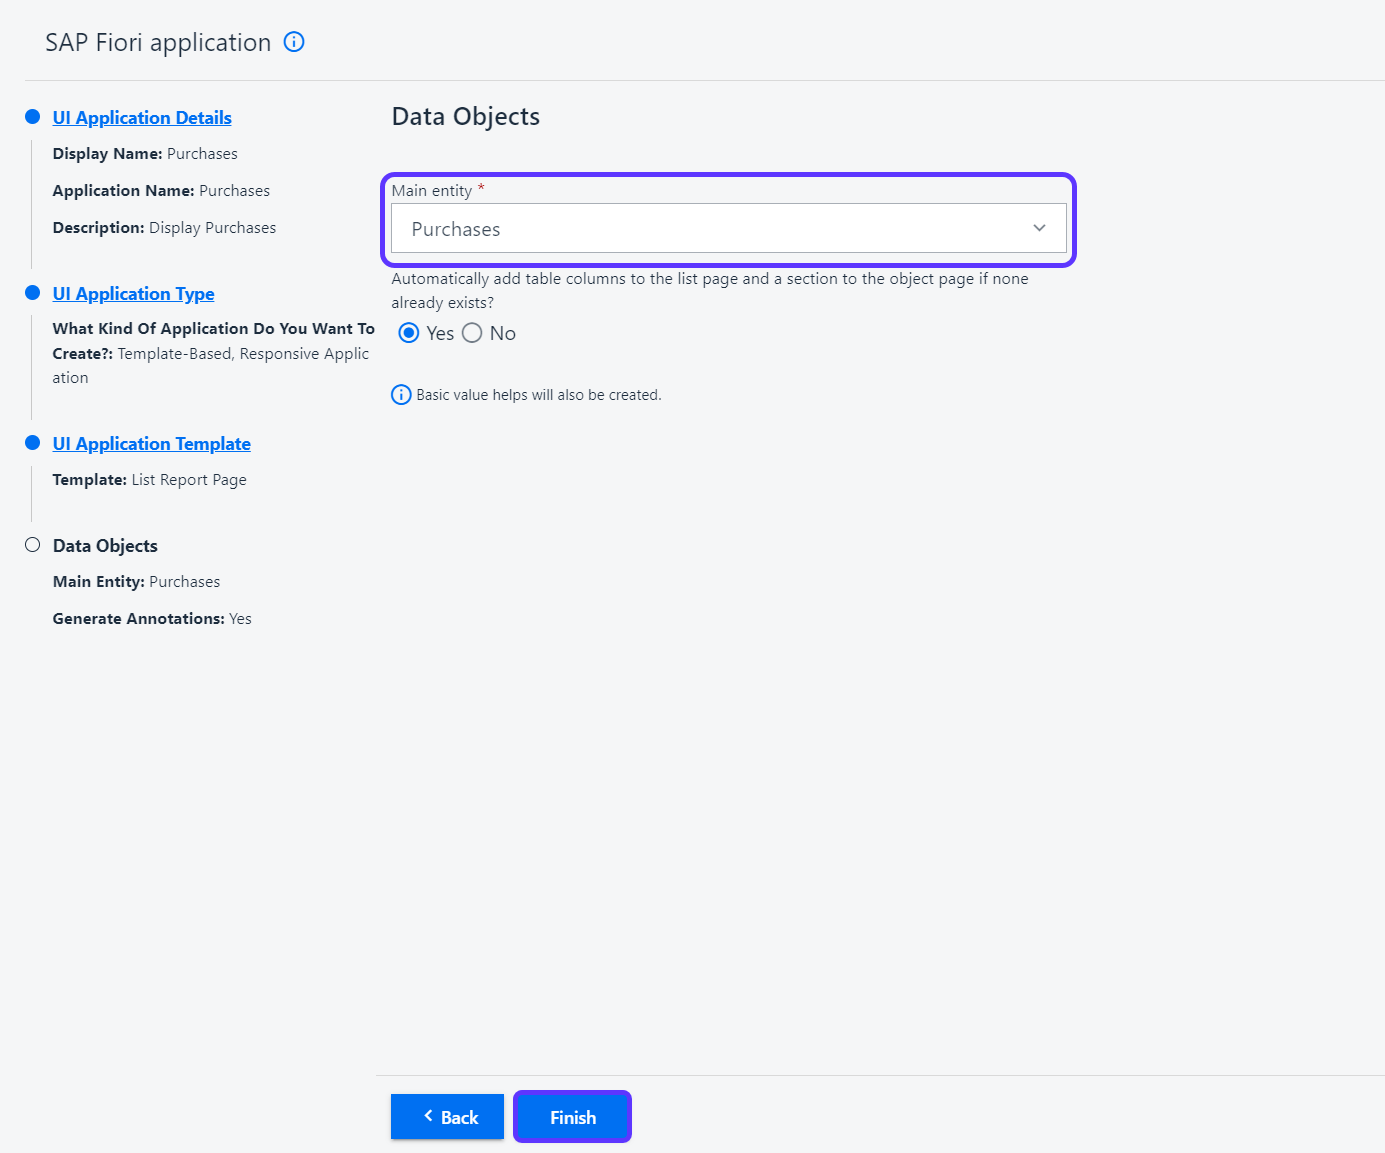 SAP Fiori application
UI Application Details
Display Name: Purchases
Application Name: Purchases
Description: Display Purchases
UI Application Type
What Kind Of Application Do You Want To
Create?: Template-Based, Responsive Applic
ation
UI Application Template
Template: List Report Page
Data Objects
Main Entity: Purchases
Generate Annotations: Yes
Data Objects
Main entity *
Purchases
Automatically add table columns to the list page and a section to the object page if none
already exists?
Yes No
Basic value helps will also be created.
Back Finish